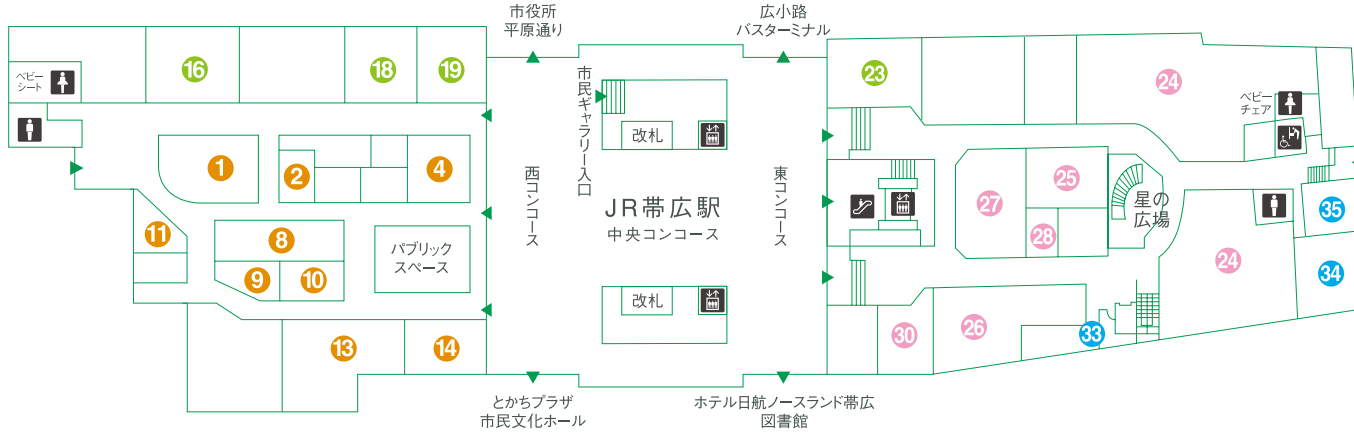 市役所
平原通り
広小路
バスターミナル
16
18
19
23
24
ベビー
シート
市民ギャラリー入口
改札
ベビー
チェア
1
2
4
西コンコース
JR帯広駅
中央コンコース
東コンコース
25
27
28
星の
広場
24
35
34
11
8
9
10
パブリック
スペース
改札
13
14
30
26
33
とかちプラザ
市民文化ホール
ホテル日航ノースランド帯広
図書館